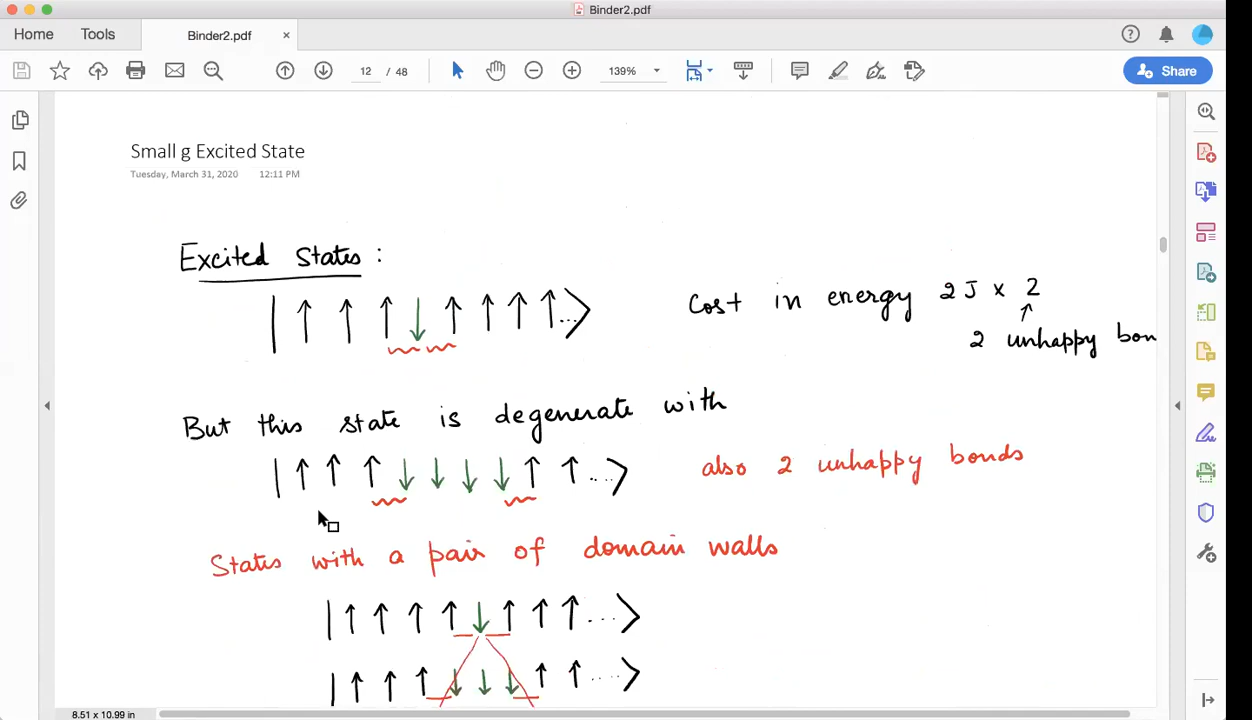 Binder2.pdf
Home
Tools
Binder2.pdf
12 / 48
139%
Share
Small g Excited State
Tuesday, March 31, 2020 12:11 PM
Excited States :
| ↑ ↑ ↑ ↓ ↑ ↑ ↑ ↑ ...>
Cost in energy 2J x 2
↑
2 unhappy bon
But this state is degenerate with
| ↑ ↑ ↑ ↓ ↓ ↓ ↓ ↑ ↑ ....>
also 2 unhappy bonds
States with a pair of domain walls
| ↑ ↑ ↑ ↑ ↓ ↑ ↑ ↑ ...>
| ↑ ↑ ↑ ↓ ↓ ↓ ↑ ↑ ....>
8.51 x 10.99 in